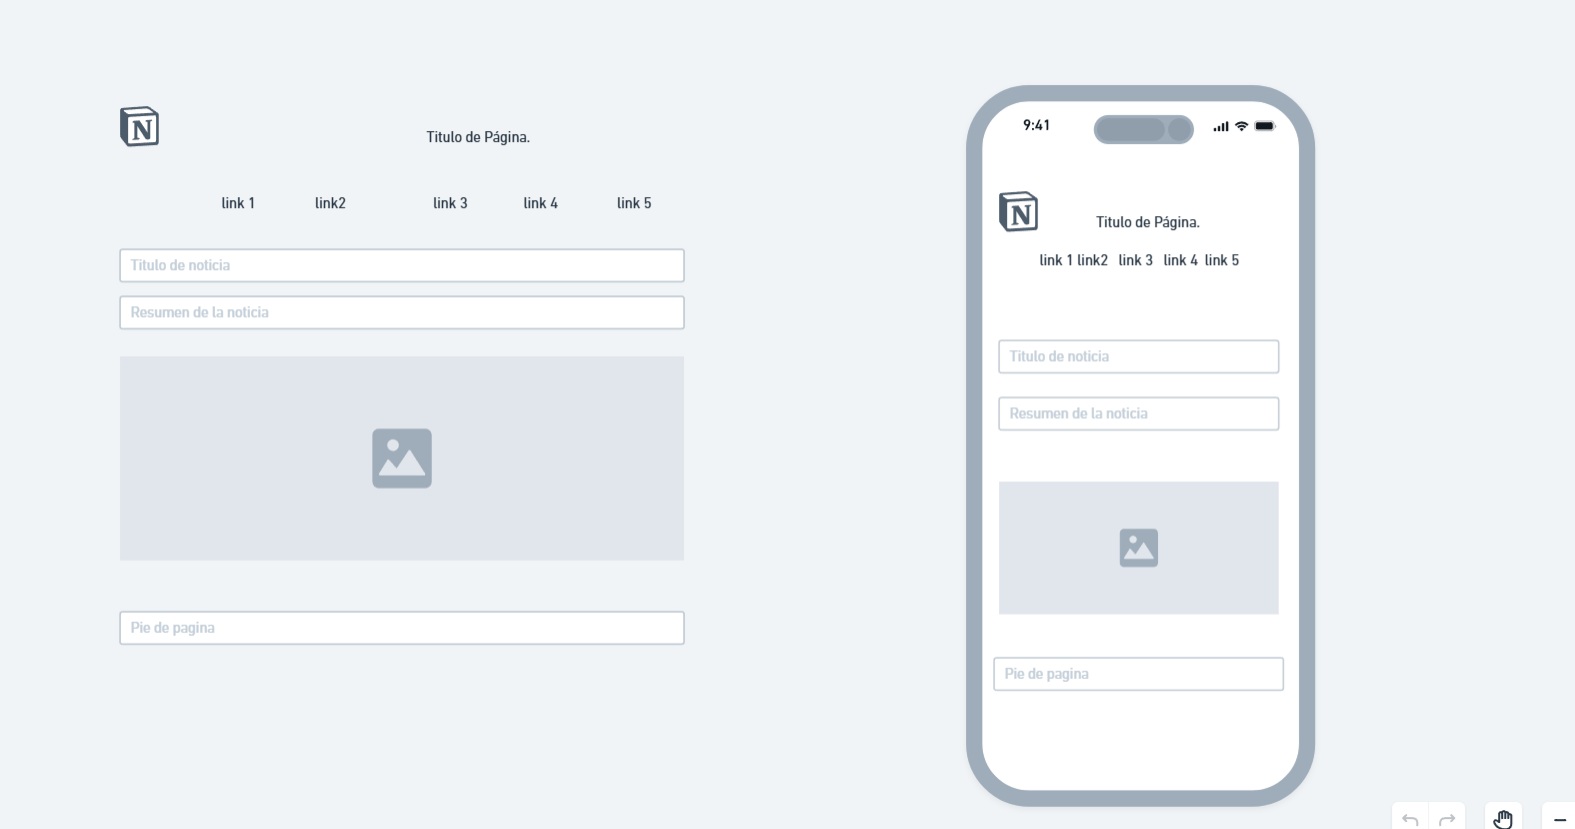 N
Titulo de Página.
link 1 link2 link 3 link 4 link 5
Titulo de noticia
Resumen de la noticia
Pie de pagina
9:41
N
Titulo de Página.
link 1 link2 link 3 link 4 link 5
Titulo de noticia
Resumen de la noticia
Pie de pagina